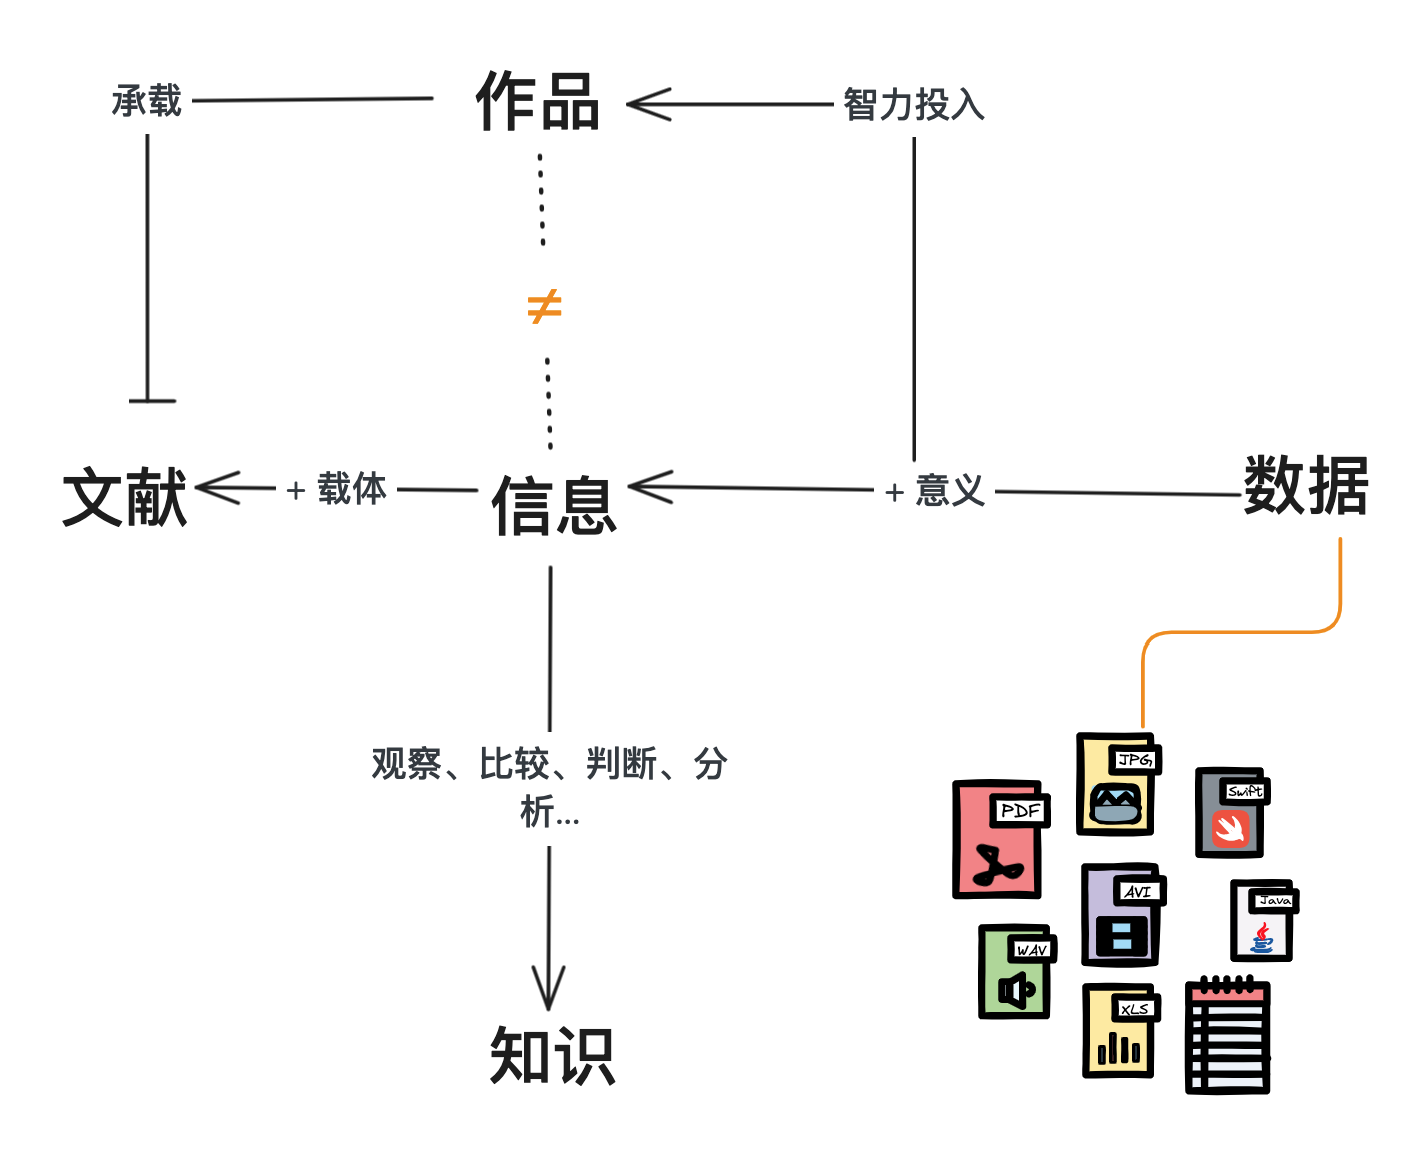 承载
作品
智力投入
≠
文献
+ 载体
信息
+ 意义
数据
观察、比较、判断、分
析...
知识
JPG
PDF
Swift
AVI
Java
WAV
XLS